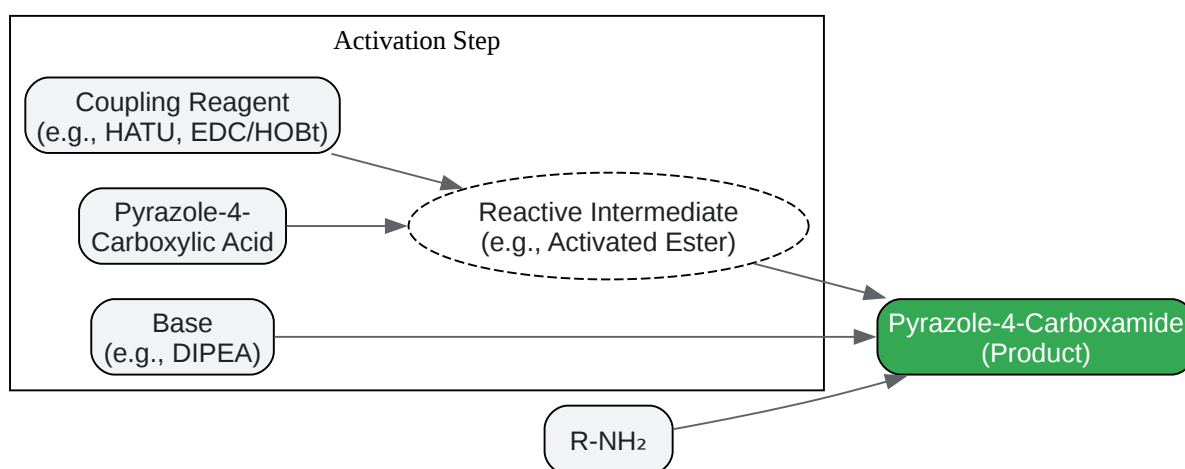 Activation Step
Coupling Reagent
(e.g., HATU, EDC/HOBt)
Pyrazole-4-
Carboxylic Acid
Reactive Intermediate
(e.g., Activated Ester)
Base
(e.g., DIPEA)
Pyrazole-4-Carboxamide
(Product)
R-NH₂